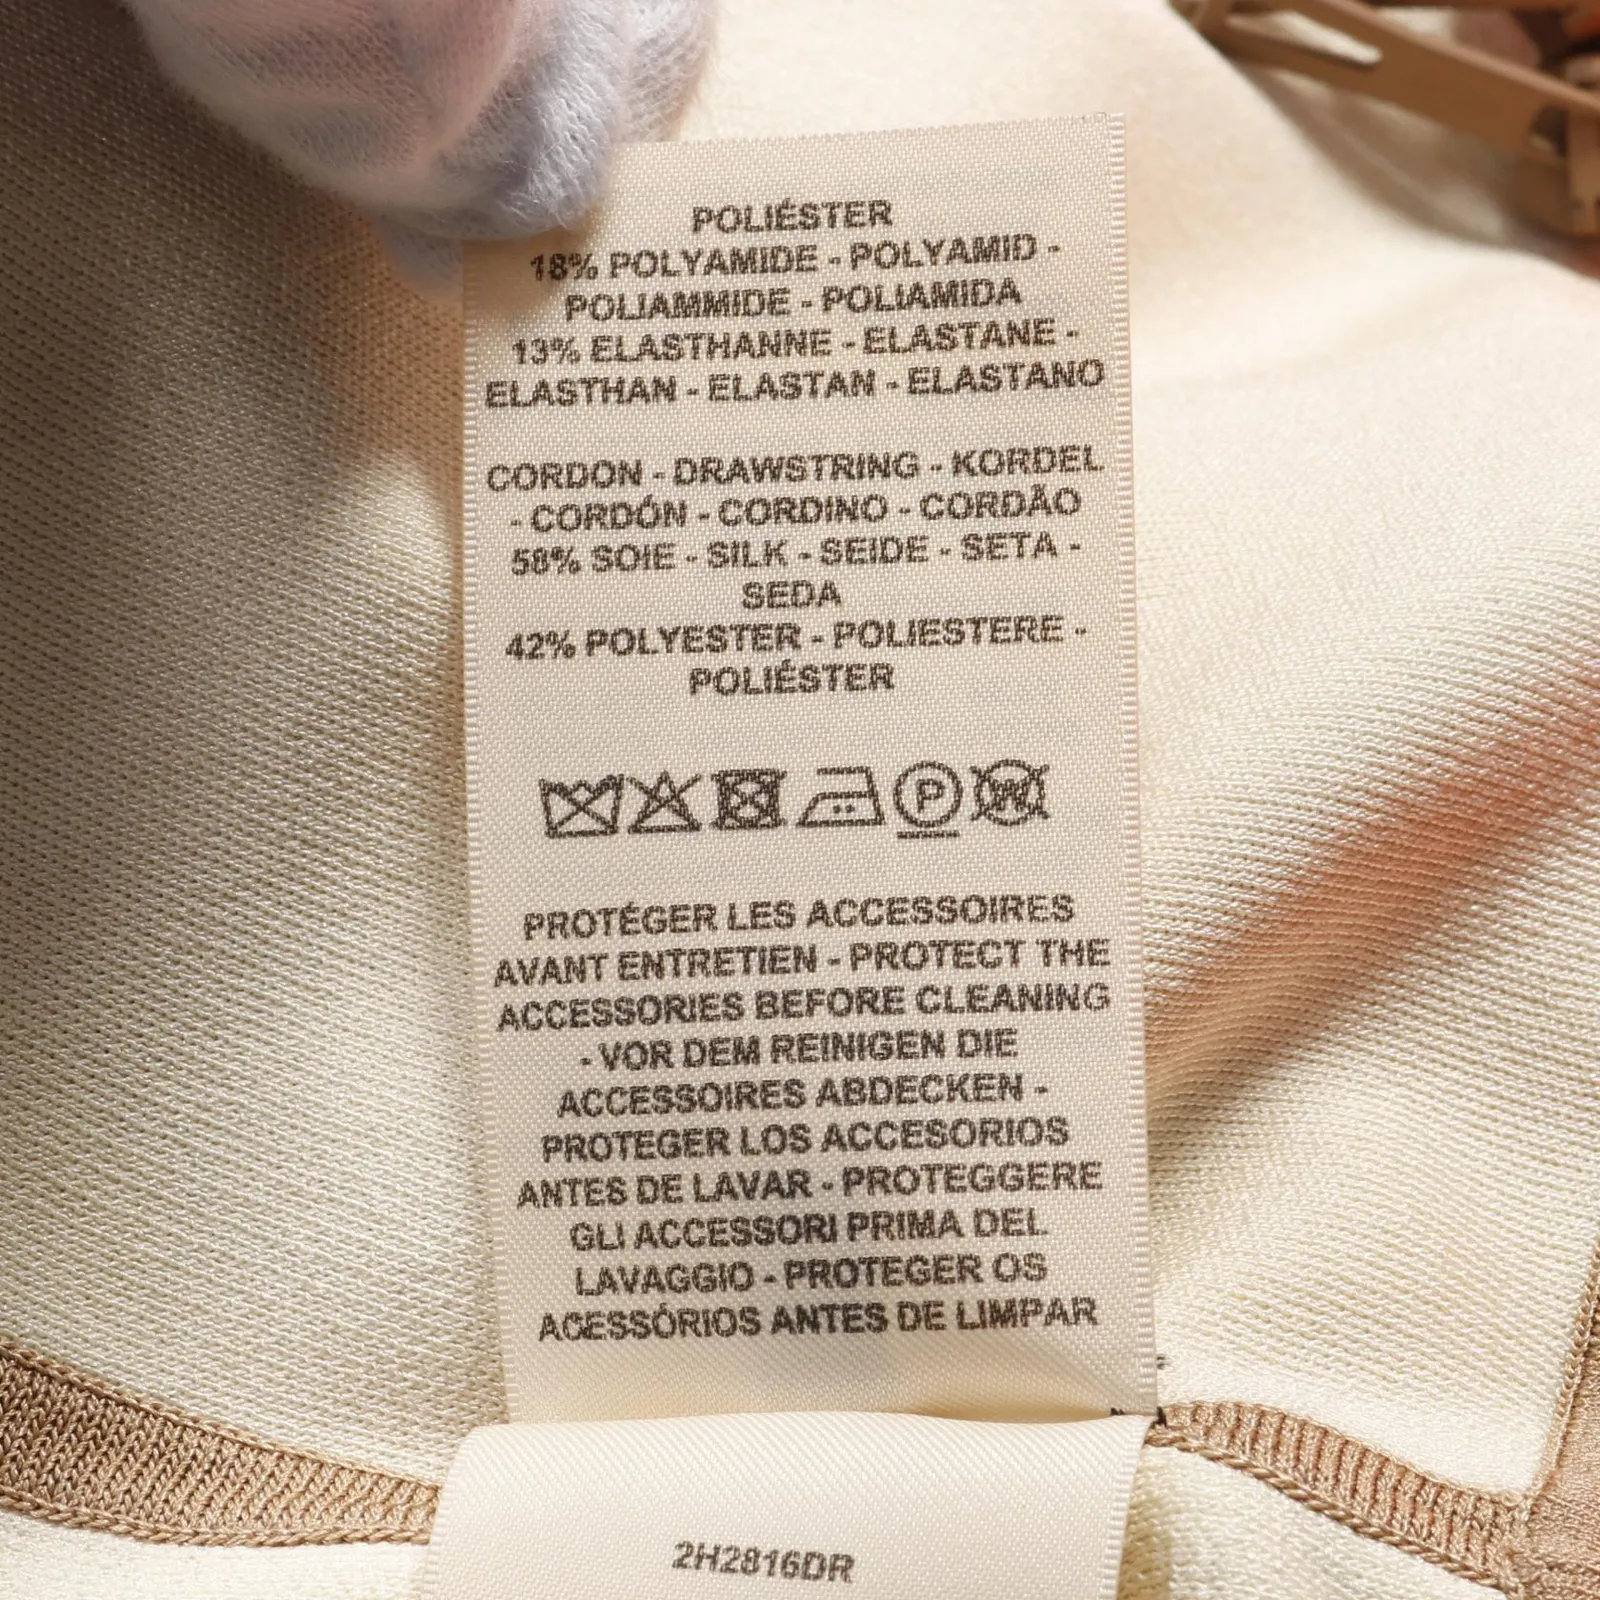 POLIÉSTER
18% POLYAMIDE - POLYAMID -
POLIAMMIDE - POLIAMIDA
13% ELASTHANNE - ELASTANE -
ELASTHAN - ELASTAN - ELASTANO
CORDON - DRAWSTRING - KORDEL
- CORDÓN - CORDINO - CORDÃO
58% SOIE - SILK - SEIDE - SETA -
SEDA
42% POLYESTER - POLIESTERE -
POLIÉSTER
P W
PROTÉGER LES ACCESSOIRES
AVANT ENTRETIEN - PROTECT THE
ACCESSORIES BEFORE CLEANING
- VOR DEM REINIGEN DIE
ACCESSOIRES ABDECKEN -
PROTEGER LOS ACCESORIOS
ANTES DE LAVAR - PROTEGGERE
GLI ACCESSORI PRIMA DEL
LAVAGGIO - PROTEGER OS
ACESSÓRIOS ANTES DE LIMPAR
2H2816DR